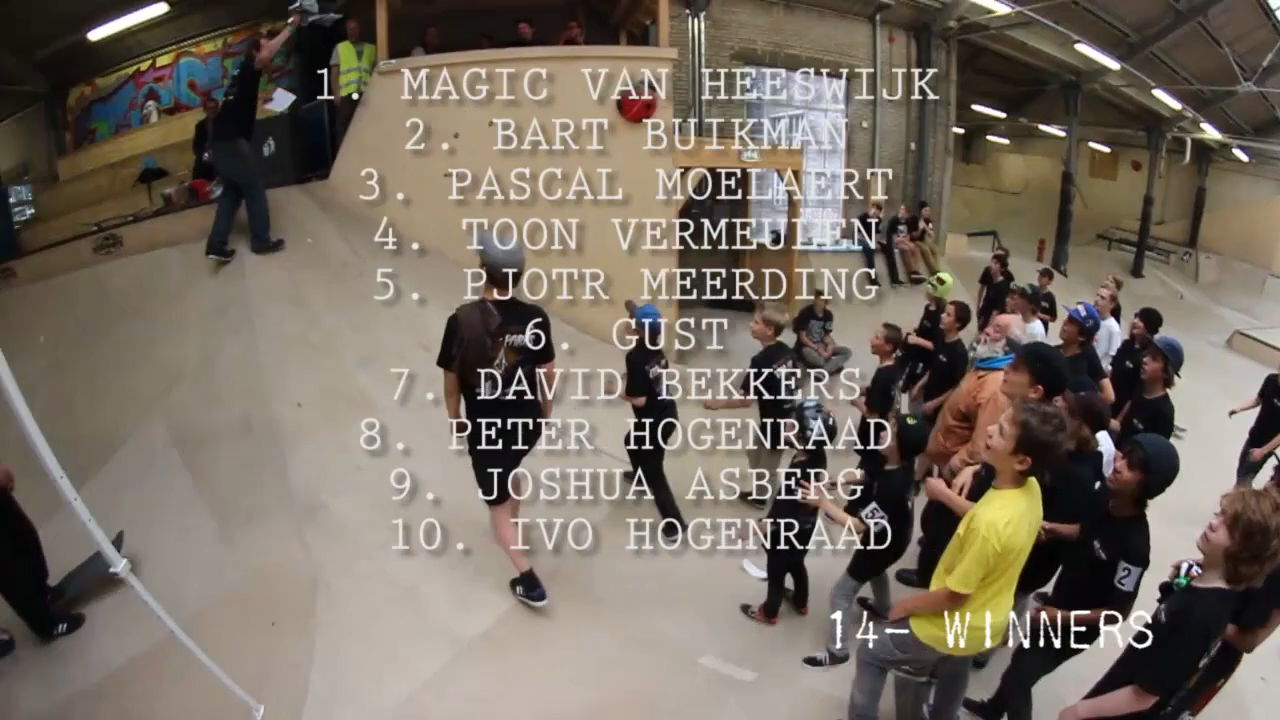 1. MAGIC VAN HEESWIJK
2. BART BUIKMAN
3. PASCAL MOELAERT
4. TOON VERMEULEN
5. PJOTR MEERDING
6. GUST
7. DAVID BEKKERS
8. PETER HOGENRAAD
9. JOSHUA ASBERG
10. IVO HOGENRAAD
2
14- WINNERS